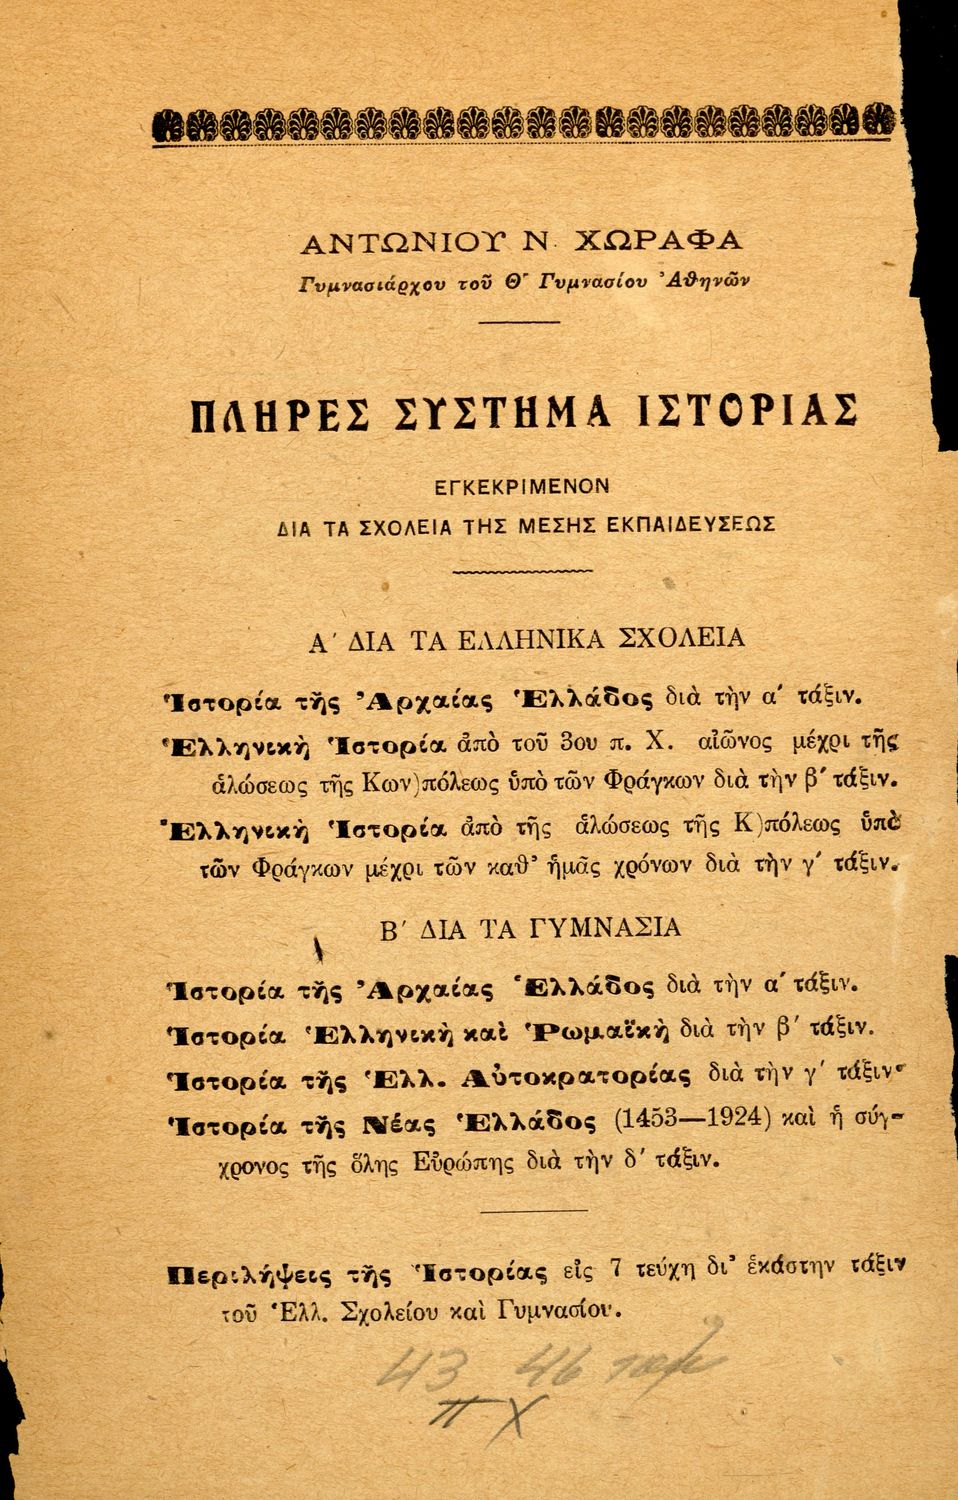 ΑΝΤΩΝΙΟΥ Ν. ΧΩΡΑΦΑ
Γυμνασιάρχου τοῦ Θ΄ Γυμνασίου Ἀθηνῶν
ΠΛΗΡΕΣ ΣΥΣΤΗΜΑ ΙΣΤΟΡΙΑΣ
ΕΓΚΕΚΡΙΜΕΝΟΝ
ΔΙΑ ΤΑ ΣΧΟΛΕΙΑ ΤΗΣ ΜΕΣΗΣ ΕΚΠΑΙΔΕΥΣΕΩΣ
Α΄ ΔΙΑ ΤΑ ΕΛΛΗΝΙΚΑ ΣΧΟΛΕΙΑ
Ἱστορία τῆς Ἀρχαίας Ἑλλάδος διὰ τὴν α΄ τάξιν.
Ἑλληνικὴ Ἱστορία ἀπὸ τοῦ 3ου π. Χ. αἰῶνος μέχρι τῆς
ἁλώσεως τῆς Κων)πόλεως ὑπὸ τῶν Φράγκων διὰ τὴν β΄ τάξιν.
Ἑλληνικὴ Ἱστορία ἀπὸ τῆς ἁλώσεως τῆς Κ)πόλεως ὑπὸ
τῶν Φράγκων μέχρι τῶν καθ' ἡμᾶς χρόνων διὰ τὴν γ΄ τάξιν.
Β΄ ΔΙΑ ΤΑ ΓΥΜΝΑΣΙΑ
Ἱστορία τῆς Ἀρχαίας Ἑλλάδος διὰ τὴν α΄ τάξιν.
Ἱστορία Ἑλληνικὴ καὶ Ῥωμαϊκὴ διὰ τὴν β΄ τάξιν.
Ἱστορία τῆς Ἑλλ. Αὐτοκρατορίας διὰ τὴν γ΄ τάξιν·
Ἱστορία τῆς Νέας Ἑλλάδος (1453—1924) καὶ ἡ σύγ-
χρονος τῆς ὅλης Εὐρώπης διὰ τὴν δ΄ τάξιν.
Περιλήψεις τῆς Ἱστορίας εἰς 7 τεύχη δι' ἑκάστην τάξιν
τοῦ Ἑλλ. Σχολείου καὶ Γυμνασίου.
43 46
π Χ